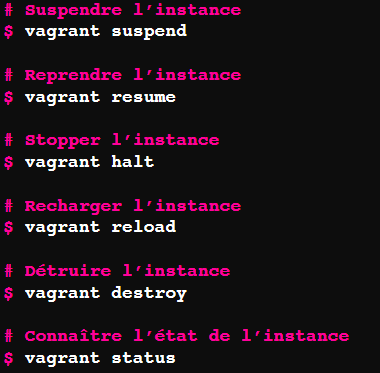 # Suspendre l’instance
$ vagrant suspend
# Reprendre l’instance
$ vagrant resume
# Stopper l’instance
$ vagrant halt
# Recharger l’instance
$ vagrant reload
# Détruire l’instance
$ vagrant destroy
# Connaître l’état de l’instance
$ vagrant status